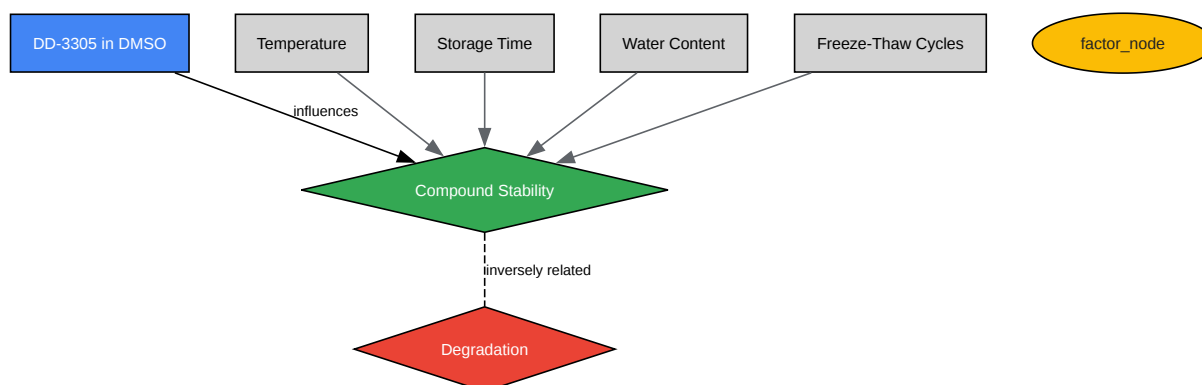 DD-3305 in DMSO
Temperature
Storage Time
Water Content
Freeze-Thaw Cycles
factor_node
influences
Compound Stability
inversely related
Degradation